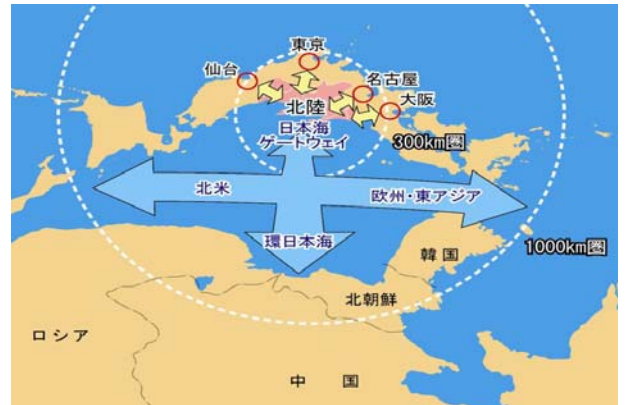 東京
仙台
名古屋
大阪
北陸
日本海
ゲートウェイ
300km圏
北米
欧州・東アジア
環日本海
韓国
1000km圏
北朝鮮
ロシア
中国